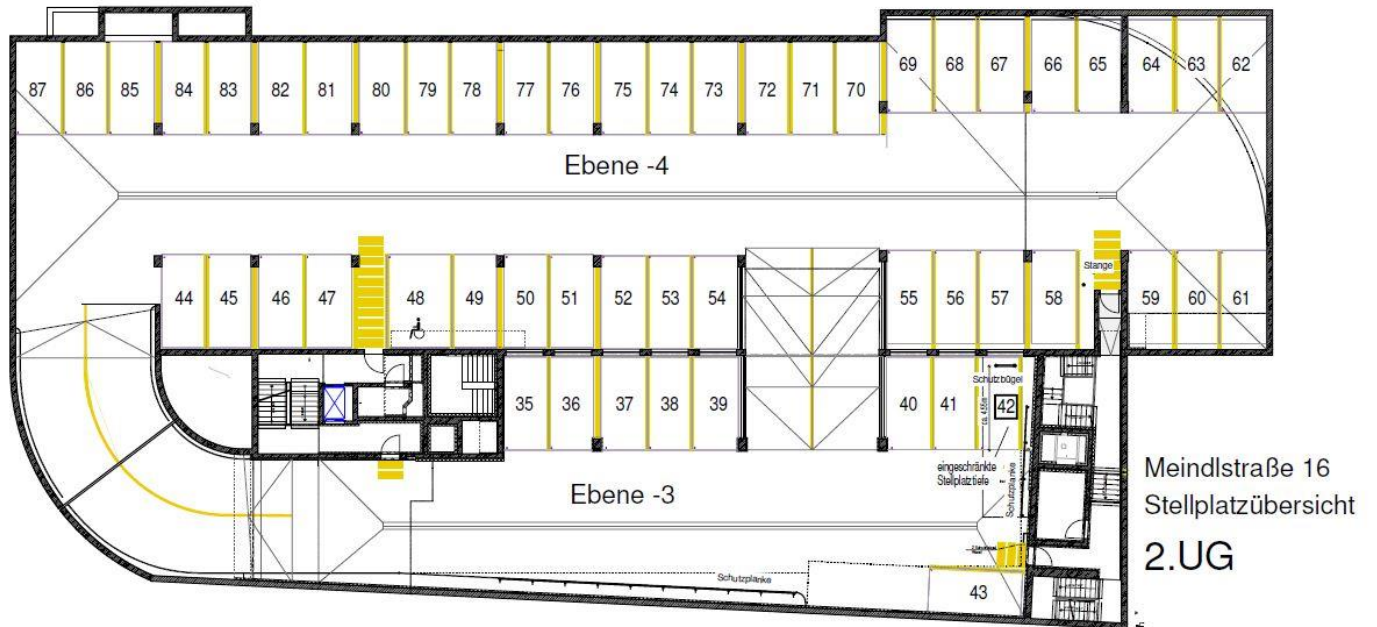 87 86 85 84 83 82 81 80 79 78 77 76 75 74 73 72 71 70 69 68 67 66 65 64 63 62
Ebene -4
44 45 46 47 48 49 50 51 52 53 54 55 56 57 58 59 60 61
Stange
35 36 37 38 39 40 41 42
Schutzbügel
eingeschränkte
Stellplatztiefe
Schutzplanke
Ebene -3
Schutzplanke
43
Meindlstraße 16
Stellplatzübersicht
2.UG